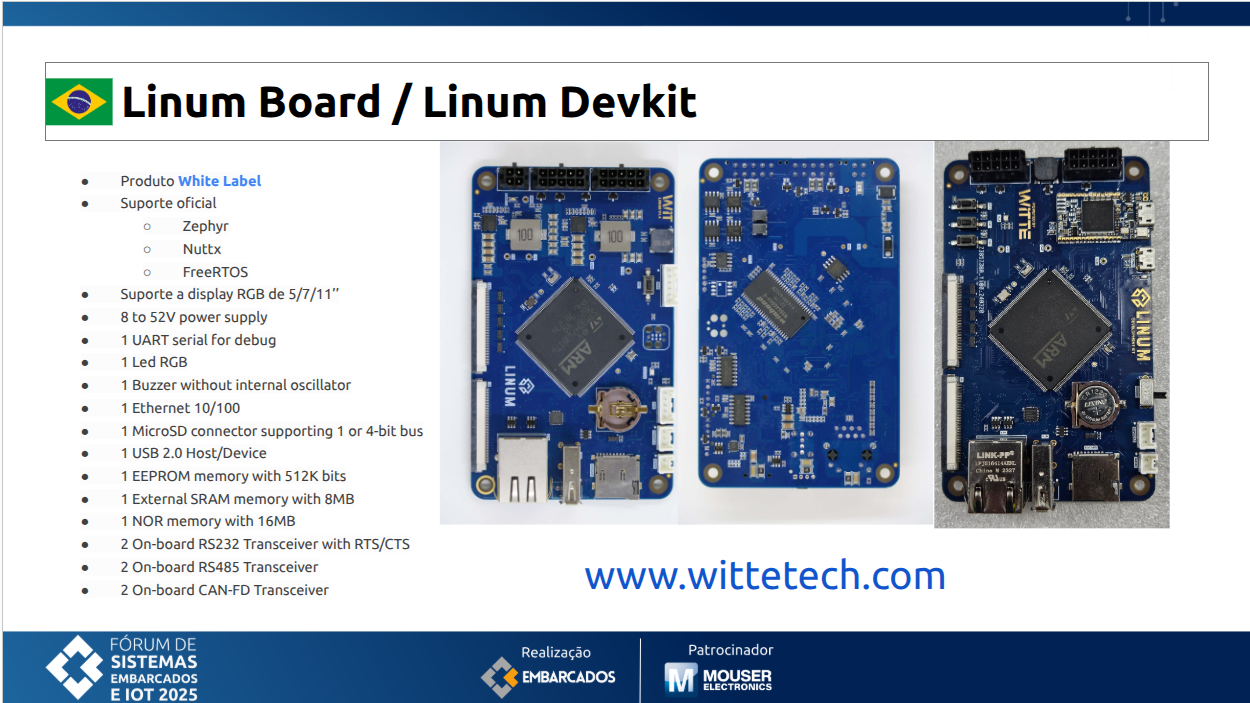 Linum Board / Linum Devkit
Produto White Label
Suporte oficial
Zephyr
Nuttx
FreeRTOS
Suporte a display RGB de 5/7/11’’
8 to 52V power supply
1 UART serial for debug
1 Led RGB
1 Buzzer without internal oscillator
1 Ethernet 10/100
1 MicroSD connector supporting 1 or 4-bit bus
1 USB 2.0 Host/Device
1 EEPROM memory with 512K bits
1 External SRAM memory with 8MB
1 NOR memory with 16MB
2 On-board RS232 Transceiver with RTS/CTS
2 On-board RS485 Transceiver
2 On-board CAN-FD Transceiver
100
100
ARM
LINUM
WITTE
LINUM
ARM
LINK-PP
China M 2327
www.wittetech.com
FÓRUM DE
SISTEMAS
EMBARCADOS
E IOT 2025
Realização
EMBARCADOS
Patrocinador
M MOUSER
ELECTRONICS